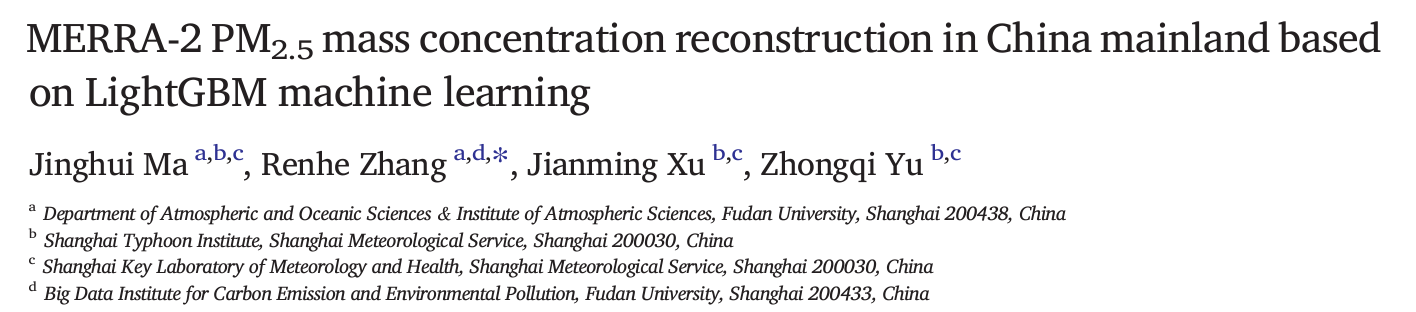 MERRA-2 PM2.5 mass concentration reconstruction in China mainland based
on LightGBM machine learning
Jinghui Ma a,b,c, Renhe Zhang a,d,*, Jianming Xu b,c, Zhongqi Yu b,c
a Department of Atmospheric and Oceanic Sciences & Institute of Atmospheric Sciences, Fudan University, Shanghai 200438, China
b Shanghai Typhoon Institute, Shanghai Meteorological Service, Shanghai 200030, China
c Shanghai Key Laboratory of Meteorology and Health, Shanghai Meteorological Service, Shanghai 200030, China
d Big Data Institute for Carbon Emission and Environmental Pollution, Fudan University, Shanghai 200433, China